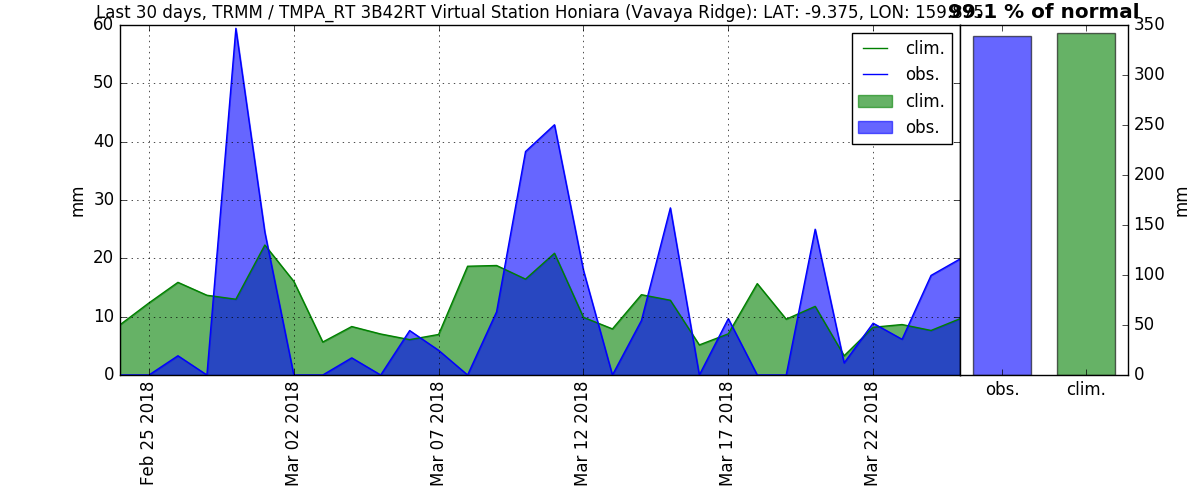 Last 30 days, TRMM / TMPA_RT 3B42RT Virtual Station Honiara (Vavaya Ridge): LAT: -9.375, LON:
99.1 % of normal
60
50
40
30
20
10
0
mm
clim.
obs.
clim.
obs.
350
300
250
200
150
100
50
0
mm
obs.
clim.
Feb 25 2018
Mar 02 2018
Mar 07 2018
Mar 12 2018
Mar 17 2018
Mar 22 2018